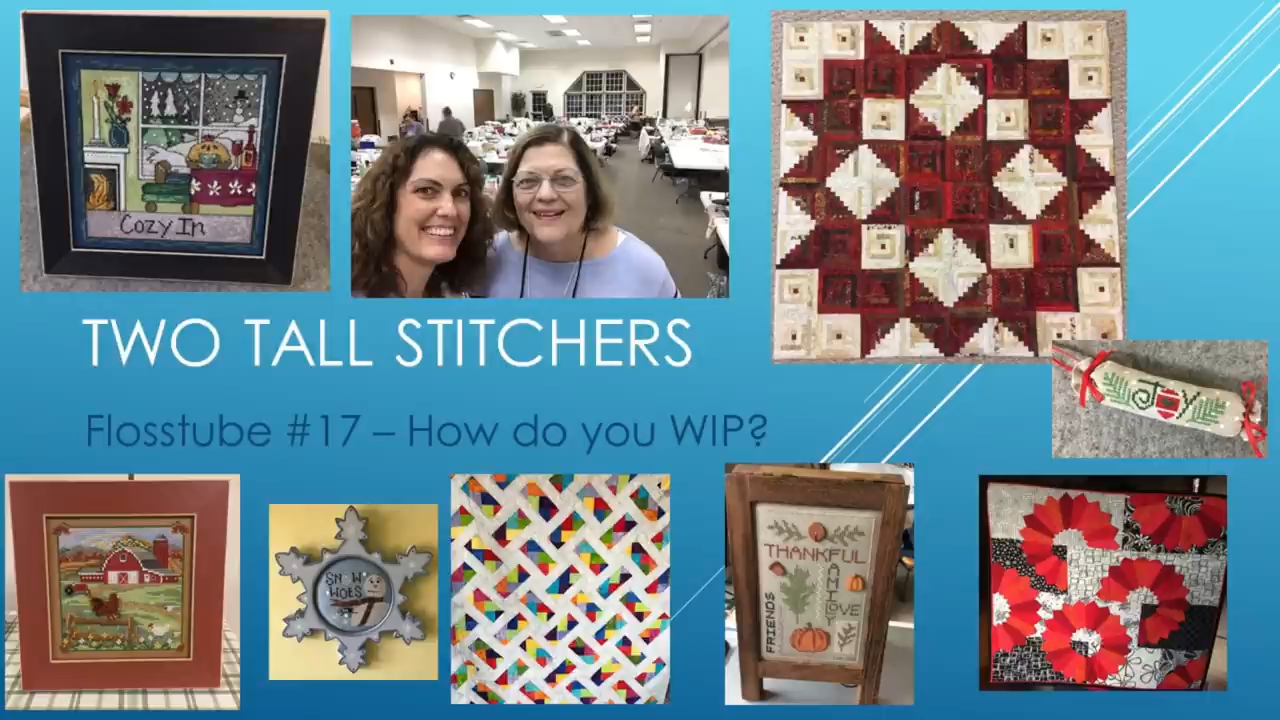 Cozy In
TWO TALL STITCHERS
Flosstube #17 – How do you WIP?
JOY
SNOW
THANKFUL
FAMILY
LOVE
FRIENDS